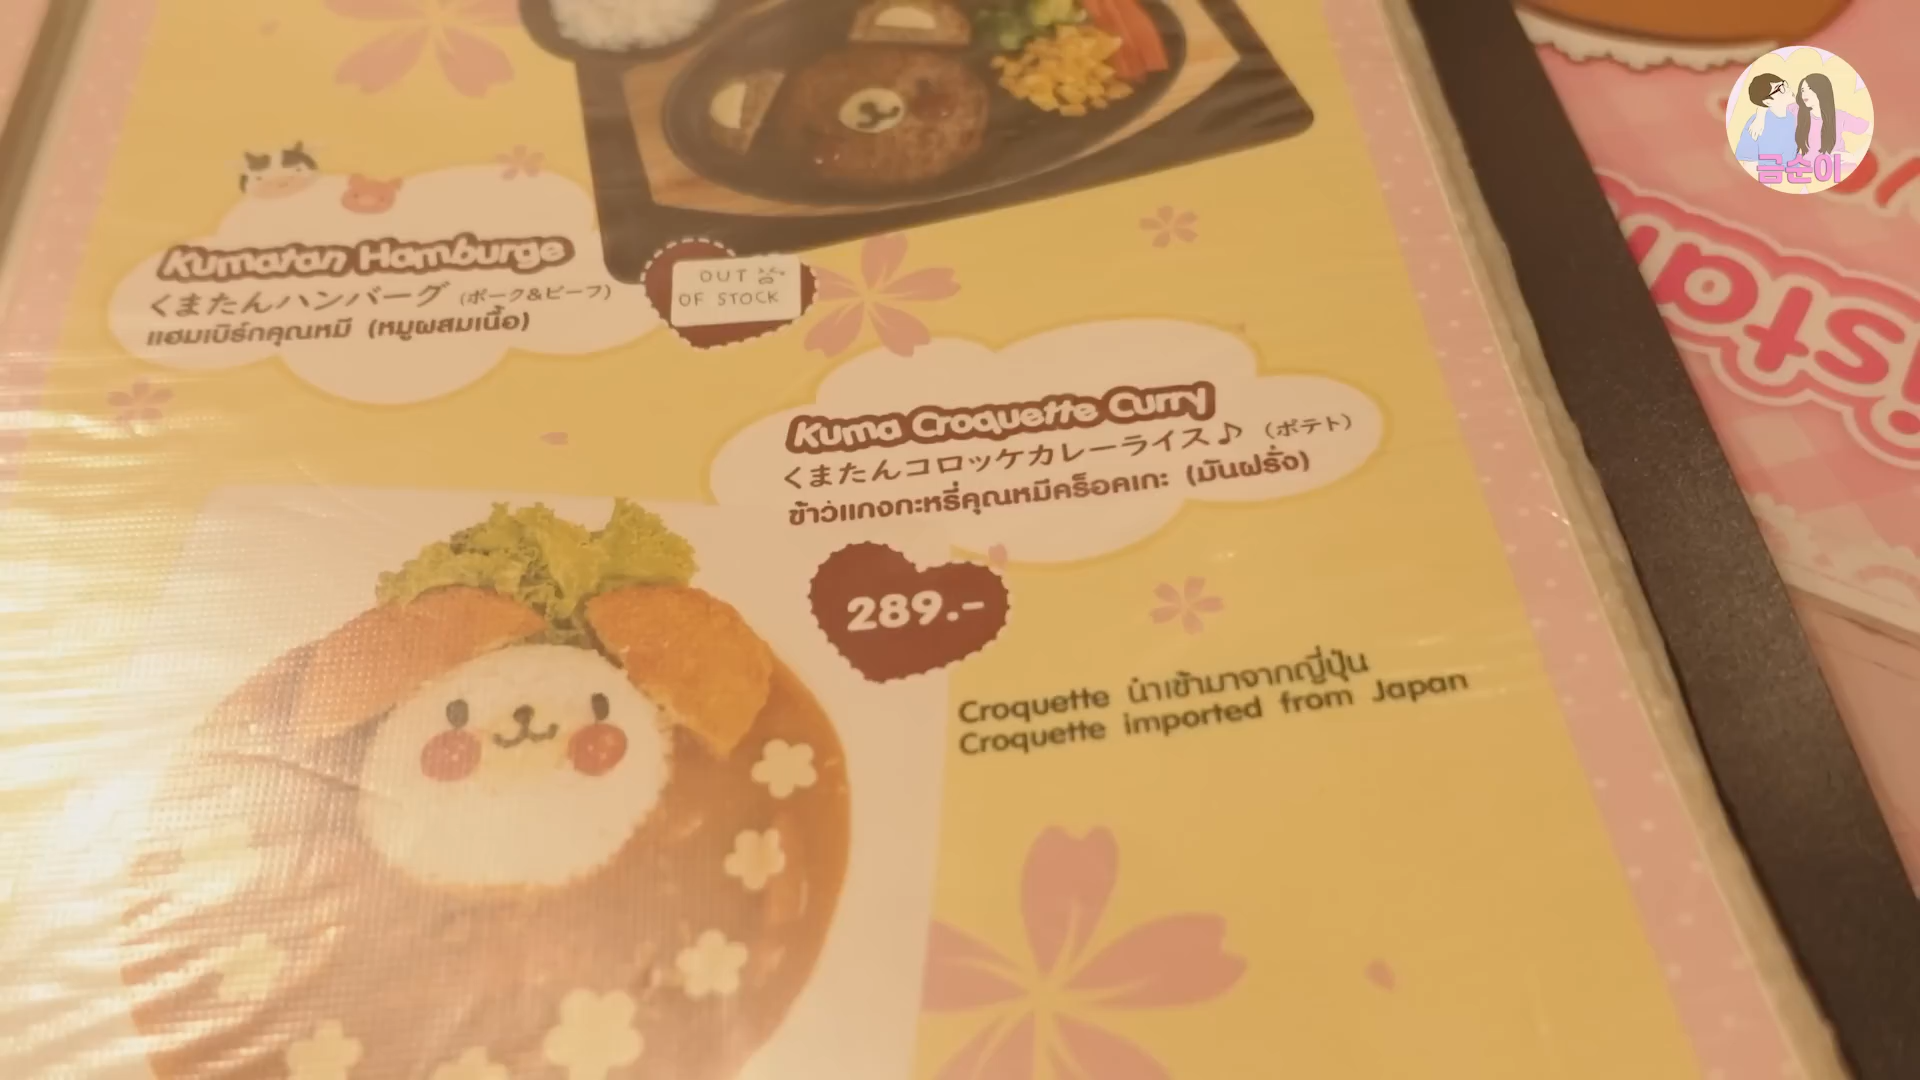 금순이
Kumatan Hamburge
くまたんハンバーグ (ポーク&ビーフ)
แฮมเบิร์กคุณหมี (หมูผสมเนื้อ)
OUT
OF STOCK
Kuma Croquette Curry
くまたんコロッケカレーライス♪ (ポテト)
ข้าวแกงกะหรี่คุณหมีคร็อคเกะ (มันฝรั่ง)
289.-
Croquette นำเข้ามาจากญี่ปุ่น
Croquette imported from Japan